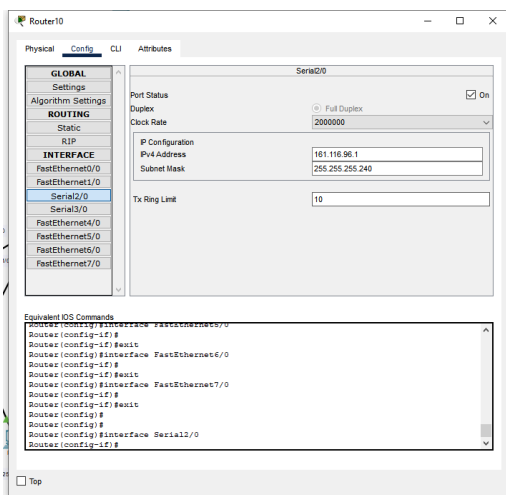 Router10
Physical Config CLI Attributes
GLOBAL
Settings
Algorithm Settings
ROUTING
Static
RIP
INTERFACE
FastEthernet0/0
FastEthernet1/0
Serial2/0
Serial3/0
FastEthernet4/0
FastEthernet5/0
FastEthernet6/0
FastEthernet7/0
Serial2/0
Port Status On
Duplex Full Duplex
Clock Rate 2000000
IP Configuration
IPv4 Address 161.116.96.1
Subnet Mask 255.255.255.240
Tx Ring Limit 10
Equivalent IOS Commands
Router(config)#interface FastEthernet5/0
Router(config-if)#
Router(config-if)#exit
Router(config)#interface FastEthernet6/0
Router(config-if)#
Router(config-if)#exit
Router(config)#interface FastEthernet7/0
Router(config-if)#
Router(config-if)#exit
Router(config)#
Router(config)#
Router(config)#interface Serial2/0
Router(config-if)#
Top